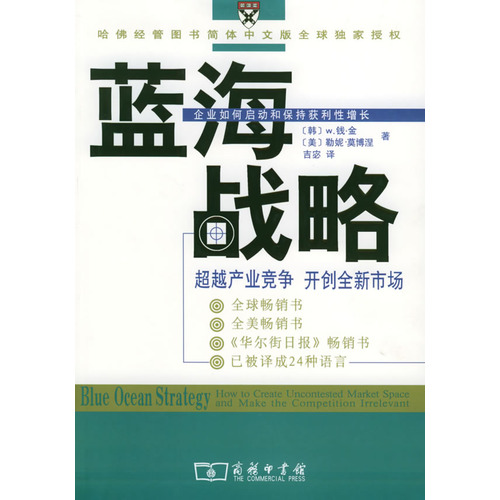 哈佛经管图书简体中文版全球独家授权
蓝海
企业如何启动和保持获利性增长
〔韩〕W.钱·金
〔美〕勒妮·莫博涅 著
吉宓 译
战略
超越产业竞争 开创全新市场
全球畅销书
全美畅销书
《华尔街日报》畅销书
已被译成24种语言
Blue Ocean Strategy How to Create Uncontested Market Space
and Make the Competition Irrelevant
商务印书馆
THE COMMERCIAL PRESS